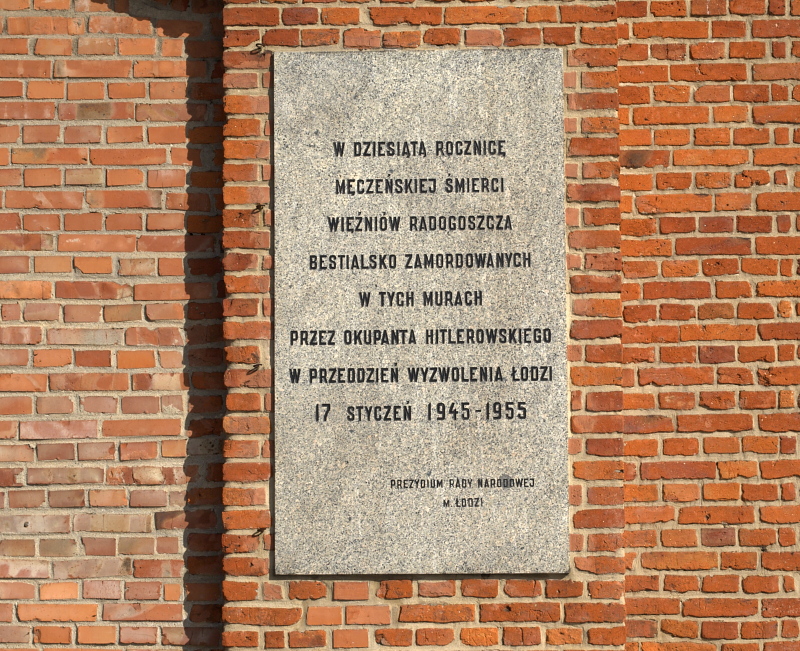 W DZIESIĄTĄ ROCZNICĘ
MĘCZEŃSKIEJ ŚMIERCI
WIĘŹNIÓW RADOGOSZCZA
BESTIALSKO ZAMORDOWANYCH
W TYCH MURACH
PRZEZ OKUPANTA HITLEROWSKIEGO
W PRZEDDZIEŃ WYZWOLENIA ŁODZI
17 STYCZEŃ 1945-1955
PREZYDIUM RADY NARODOWEJ
M. ŁODZI